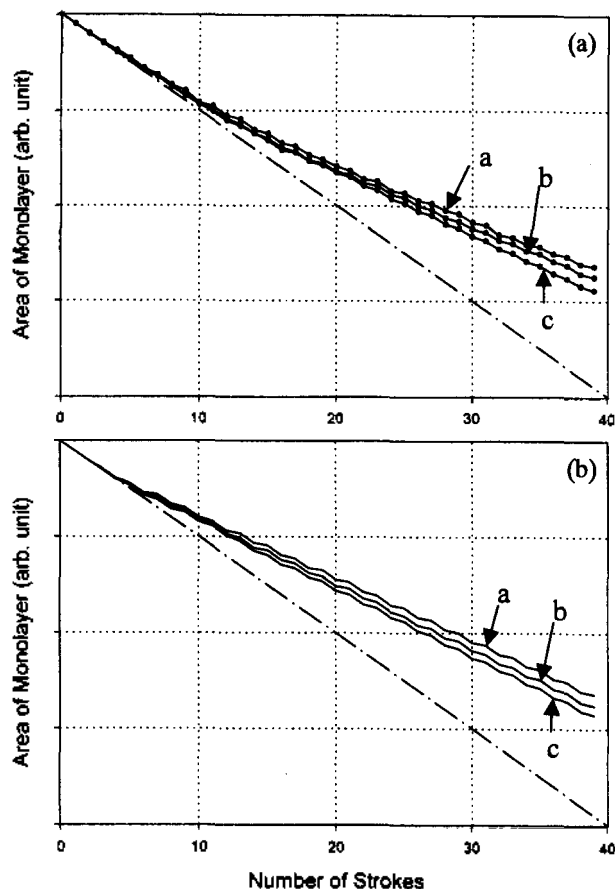 (a)
Area of Monolayer (arb. unit)
a
b
c
0 10 20 30 40
(b)
Area of Monolayer (arb. unit)
a
b
c
0 10 20 30 40
Number of Strokes